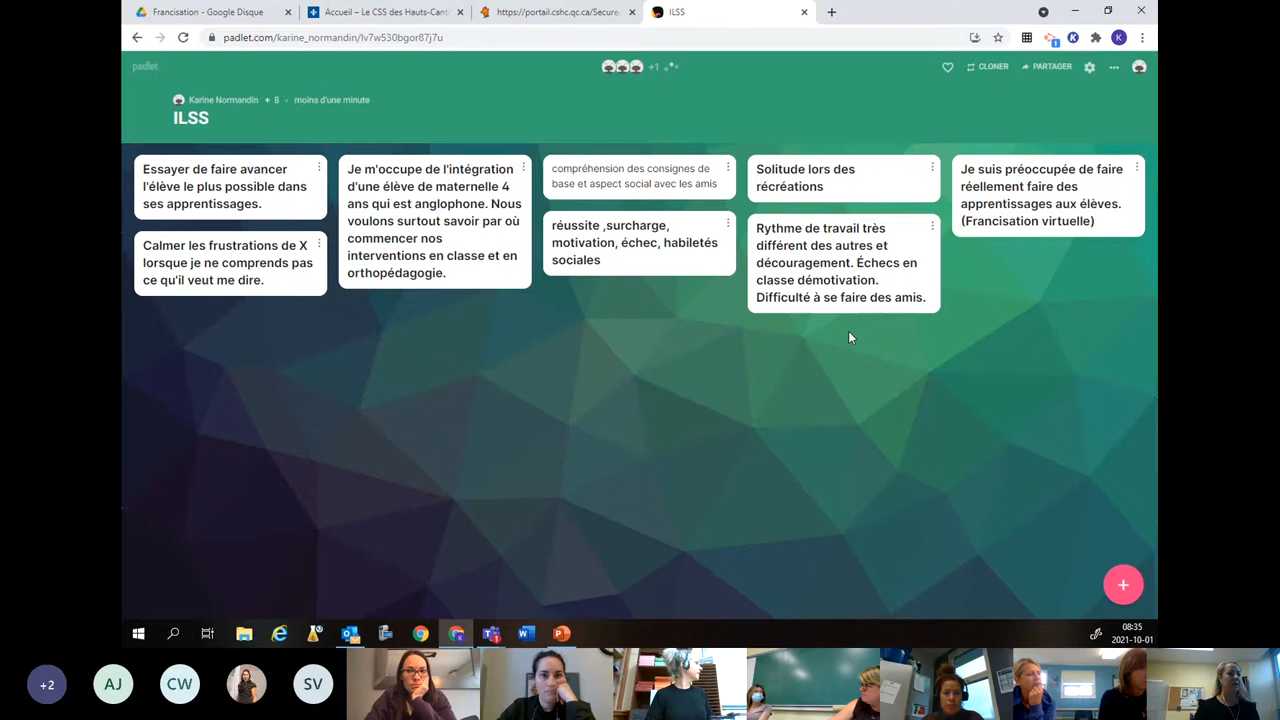 Francisation - Google Disque
Accueil – Le CSS des Hauts-Cant
https://portail.cshc.qc.ca/Secure
ILSS
padlet.com/karine_normandin/lv7w530bgor87j7u
padlet
+1
CLONER
PARTAGER
Karine Normandin + 8 • moins d'une minute
ILSS
Essayer de faire avancer
l'élève le plus possible dans
ses apprentissages.
Calmer les frustrations de X
lorsque je ne comprends pas
ce qu'il veut me dire.
Je m'occupe de l'intégration
d'une élève de maternelle 4
ans qui est anglophone. Nous
voulons surtout savoir par où
commencer nos
interventions en classe et en
orthopédagogie.
compréhension des consignes de
base et aspect social avec les amis
réussite ,surcharge,
motivation, échec, habiletés
sociales
Solitude lors des
récréations
Rythme de travail très
différent des autres et
découragement. Échecs en
classe démotivation.
Difficulté à se faire des amis.
Je suis préoccupée de faire
réellement faire des
apprentissages aux élèves.
(Francisation virtuelle)
08:35
2021-10-01
+2
AJ
CW
SV